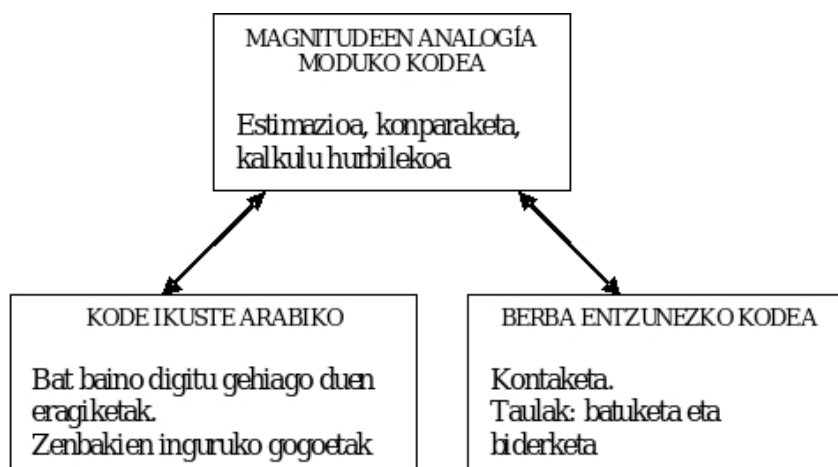 MAGNITUDEEN ANALOGÍA
MODUKO KODEA
Estimazioa, konparaketa,
kalkulu hurbilekoa
KODE IKUSTE ARABIKO
Bat baino digitu gehiago duen
eragiketak.
Zenbakien inguruko gogoetak
BERBA ENTZUNEZKO KODEA
Kontaketa.
Taulak: batuketa eta
biderketa